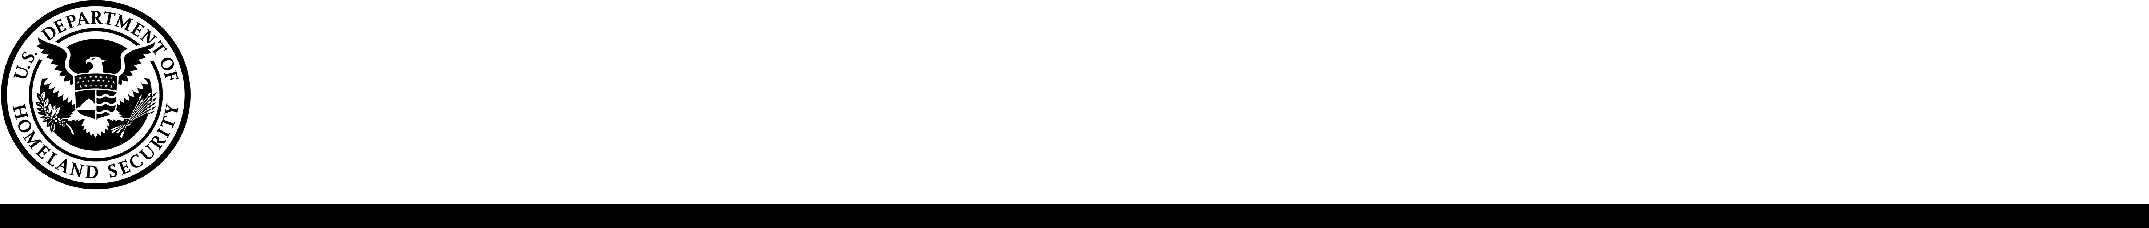 U.S. DEPARTMENT OF
HOMELAND SECURITY